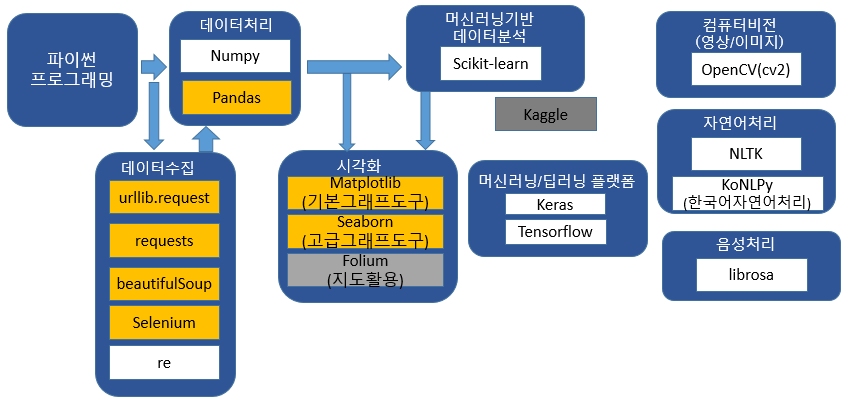 파이썬
프로그래밍
데이터처리
Numpy
Pandas
데이터수집
urllib.request
requests
beautifulSoup
Selenium
re
머신러닝기반
데이터분석
Scikit-learn
Kaggle
시각화
Matplotlib
(기본그래프도구)
Seaborn
(고급그래프도구)
Folium
(지도활용)
머신러닝/딥러닝 플랫폼
Keras
Tensorflow
컴퓨터비전
(영상/이미지)
OpenCV(cv2)
자연어처리
NLTK
KoNLPy
(한국어자연어처리)
음성처리
librosa